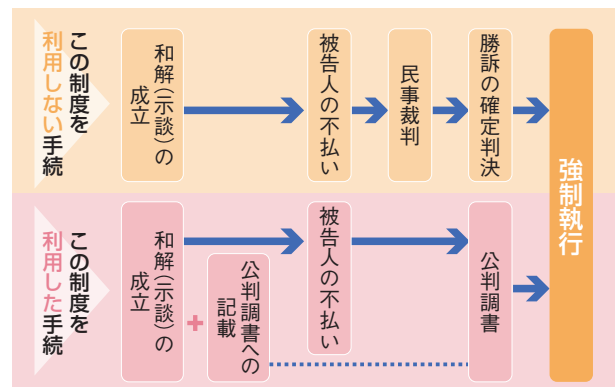 この制度を
利用しない手続
和解（示談）の
成立
被告人の不払い
民事裁判
勝訴の確定判決
強制執行
この制度を
利用した手続
和解（示談）の
成立
+
公判調書への
記載
被告人の不払い
公判調書